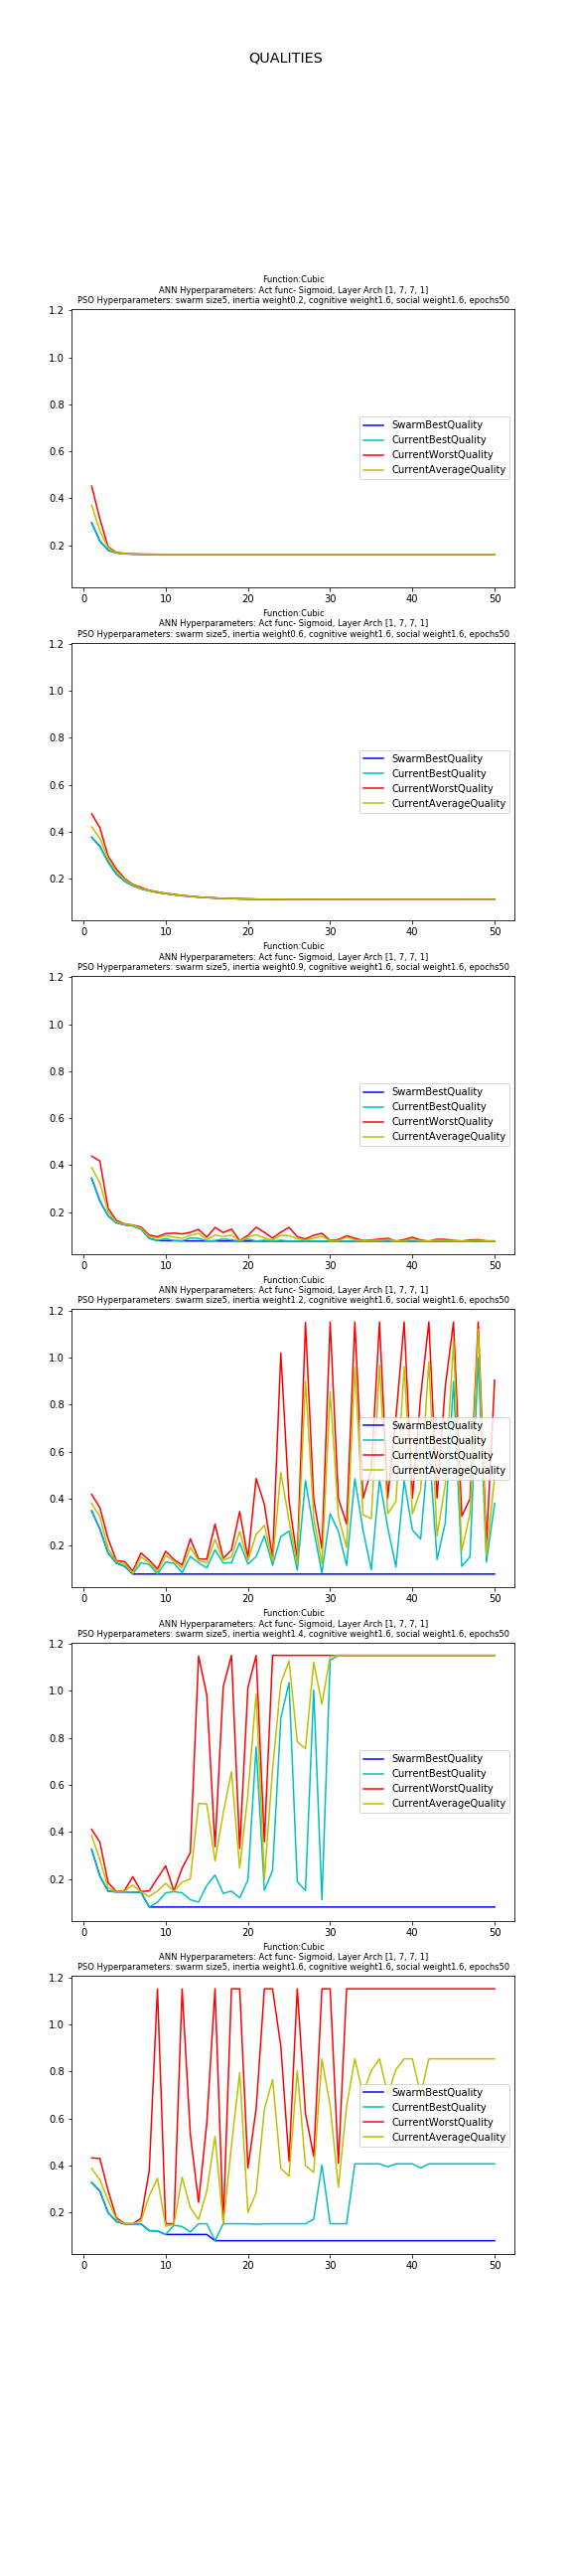 QUALITIES
Function:Cubic
ANN Hyperparameters: Act func- Sigmoid, Layer Arch [1, 7, 7, 1]
PSO Hyperparameters: swarm size5, inertia weight0.2, cognitive weight1.6, social weight1.6, epochs50
1.2
1.0
0.8
0.6
0.4
0.2
SwarmBestQuality
CurrentBestQuality
CurrentWorstQuality
CurrentAverageQuality
0 10 20 30 40 50
Function:Cubic
ANN Hyperparameters: Act func- Sigmoid, Layer Arch [1, 7, 7, 1]
PSO Hyperparameters: swarm size5, inertia weight0.6, cognitive weight1.6, social weight1.6, epochs50
1.2
1.0
0.8
0.6
0.4
0.2
SwarmBestQuality
CurrentBestQuality
CurrentWorstQuality
CurrentAverageQuality
0 10 20 30 40 50
Function:Cubic
ANN Hyperparameters: Act func- Sigmoid, Layer Arch [1, 7, 7, 1]
PSO Hyperparameters: swarm size5, inertia weight0.9, cognitive weight1.6, social weight1.6, epochs50
1.2
1.0
0.8
0.6
0.4
0.2
SwarmBestQuality
CurrentBestQuality
CurrentWorstQuality
CurrentAverageQuality
0 10 20 30 40 50
Function:Cubic
ANN Hyperparameters: Act func- Sigmoid, Layer Arch [1, 7, 7, 1]
PSO Hyperparameters: swarm size5, inertia weight1.2, cognitive weight1.6, social weight1.6, epochs50
1.2
1.0
0.8
0.6
0.4
0.2
SwarmBestQuality
CurrentBestQuality
CurrentWorstQuality
CurrentAverageQuality
0 10 20 30 40 50
Function:Cubic
ANN Hyperparameters: Act func- Sigmoid, Layer Arch [1, 7, 7, 1]
PSO Hyperparameters: swarm size5, inertia weight1.4, cognitive weight1.6, social weight1.6, epochs50
1.2
1.0
0.8
0.6
0.4
0.2
SwarmBestQuality
CurrentBestQuality
CurrentWorstQuality
CurrentAverageQuality
0 10 20 30 40 50
Function:Cubic
ANN Hyperparameters: Act func- Sigmoid, Layer Arch [1, 7, 7, 1]
PSO Hyperparameters: swarm size5, inertia weight1.6, cognitive weight1.6, social weight1.6, epochs50
1.2
1.0
0.8
0.6
0.4
0.2
SwarmBestQuality
CurrentBestQuality
CurrentWorstQuality
CurrentAverageQuality
0 10 20 30 40 50